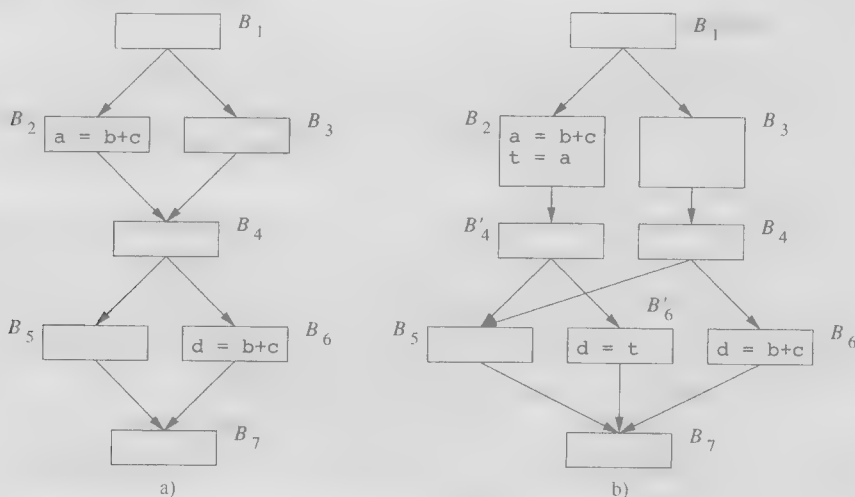 B1
B2
a = b+c
B3
B4
B5
B6
d = b+c
B7
a)
B1
B2
a = b+c
t = a
B3
B'4
B4
B5
B'6
d = t
d = b+c
B6
B7
b)